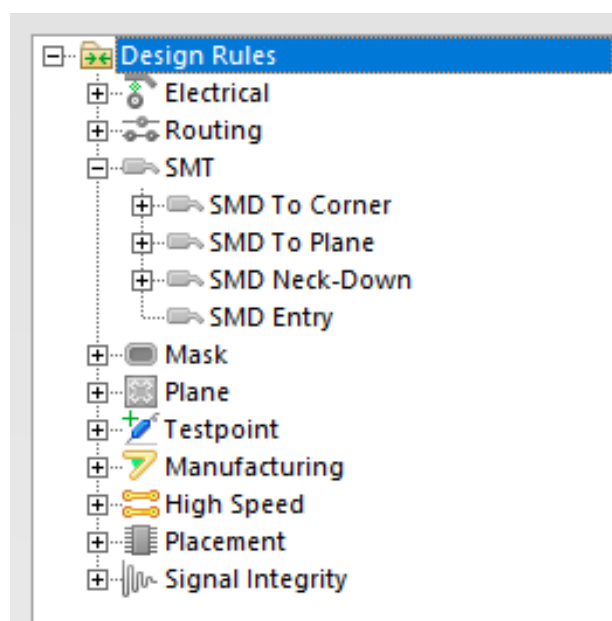 Design Rules
Electrical
Routing
SMT
SMD To Corner
SMD To Plane
SMD Neck-Down
SMD Entry
Mask
Plane
Testpoint
Manufacturing
High Speed
Placement
Signal Integrity